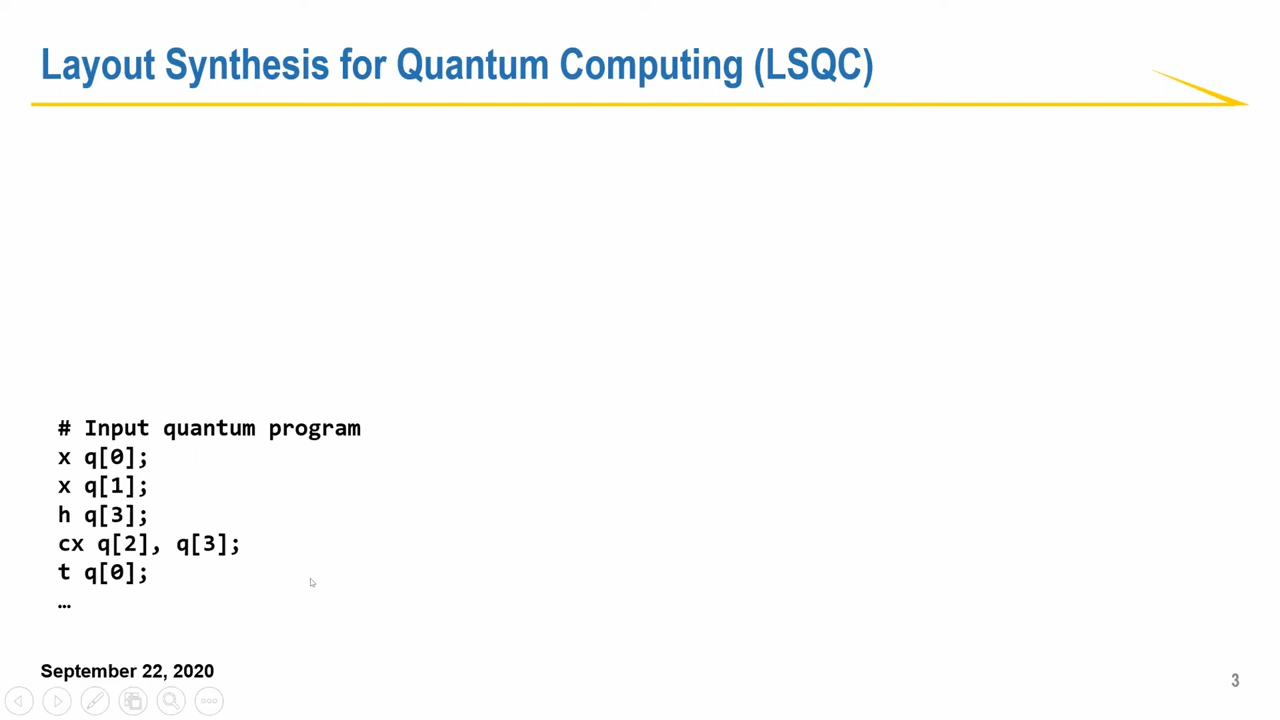 Layout Synthesis for Quantum Computing (LSQC)
# Input quantum program
x q[0];
x q[1];
h q[3];
cx q[2], q[3];
t q[0];
…
September 22, 2020
3